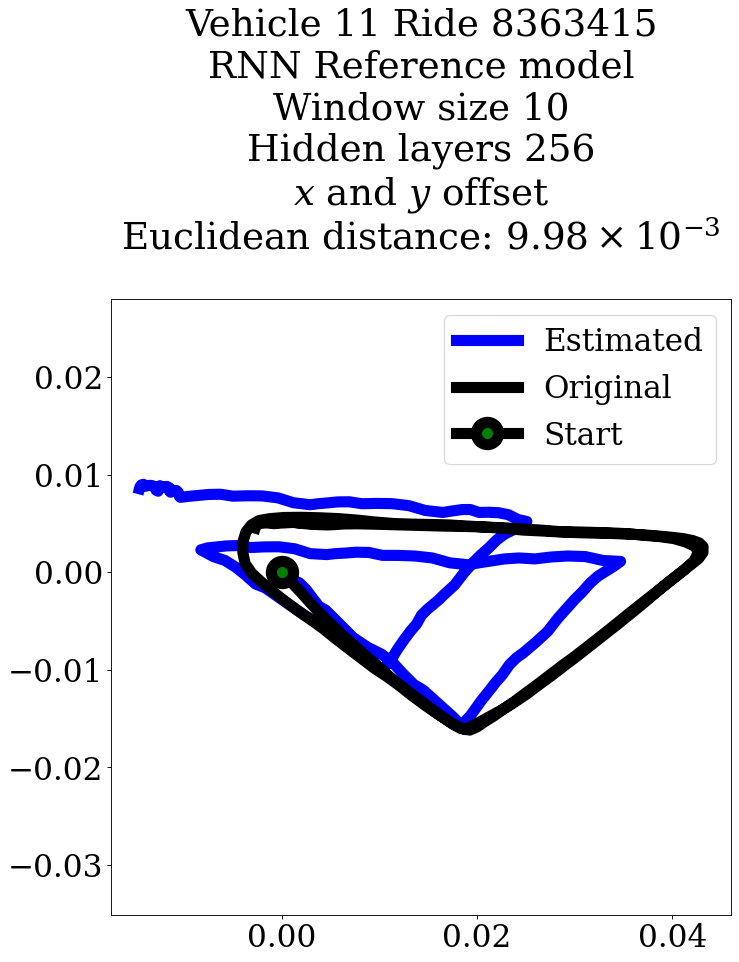 Vehicle 11 Ride 8363415
RNN Reference model
Window size 10
Hidden layers 256
x and y offset
Euclidean distance: 9.98 × 10⁻³
Estimated
Original
Start
0.02
0.01
0.00
−0.01
−0.02
−0.03
0.00 0.02 0.04